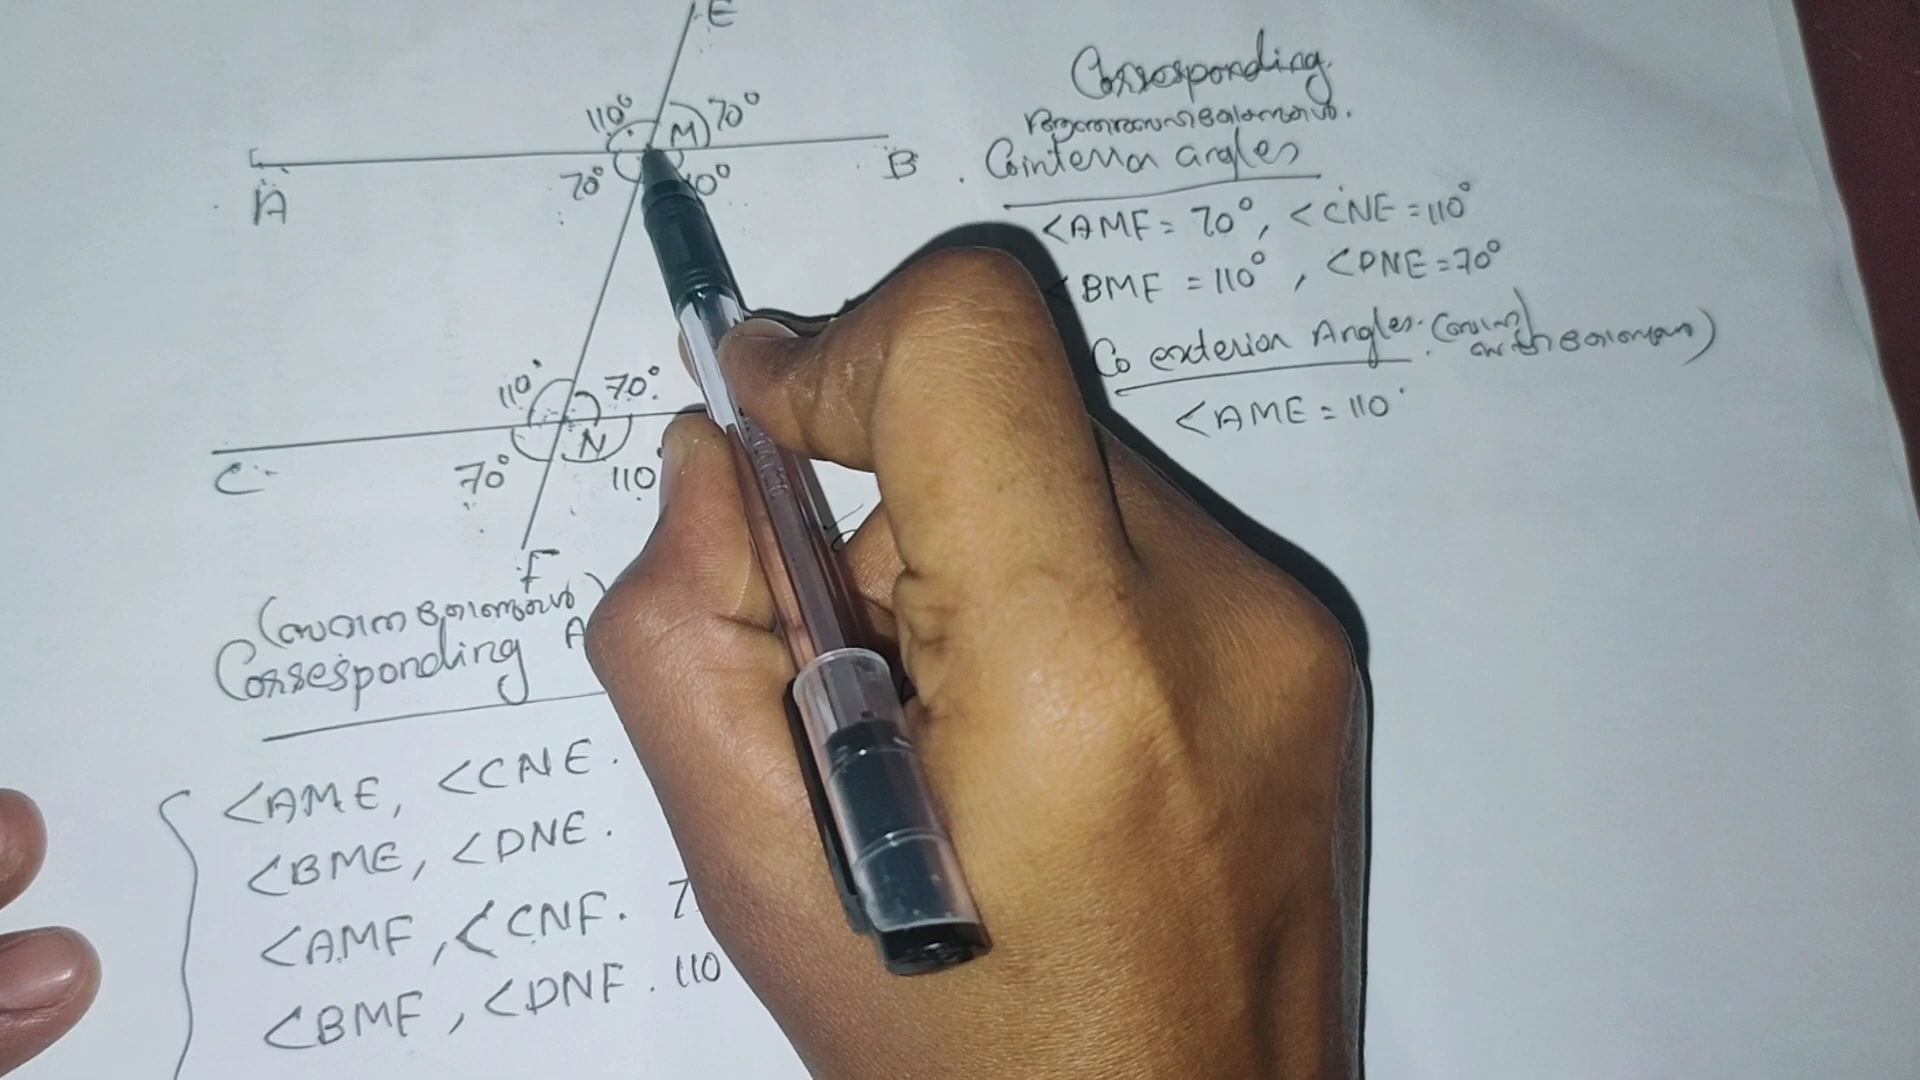 E
110° M 70°
A 70° B
110° 70°
C 70° N 110°
F
Corresponding A
<AME, <CNE.
<BME, <DNE.
<AMF, <CNF. 7
<BMF, <DNF. 110
Corresponding
Cointerior angles
<AMF = 70°, <CNE = 110°
<BMF = 110°, <DNE = 70°
Co exterior Angles.
<AME = 110°